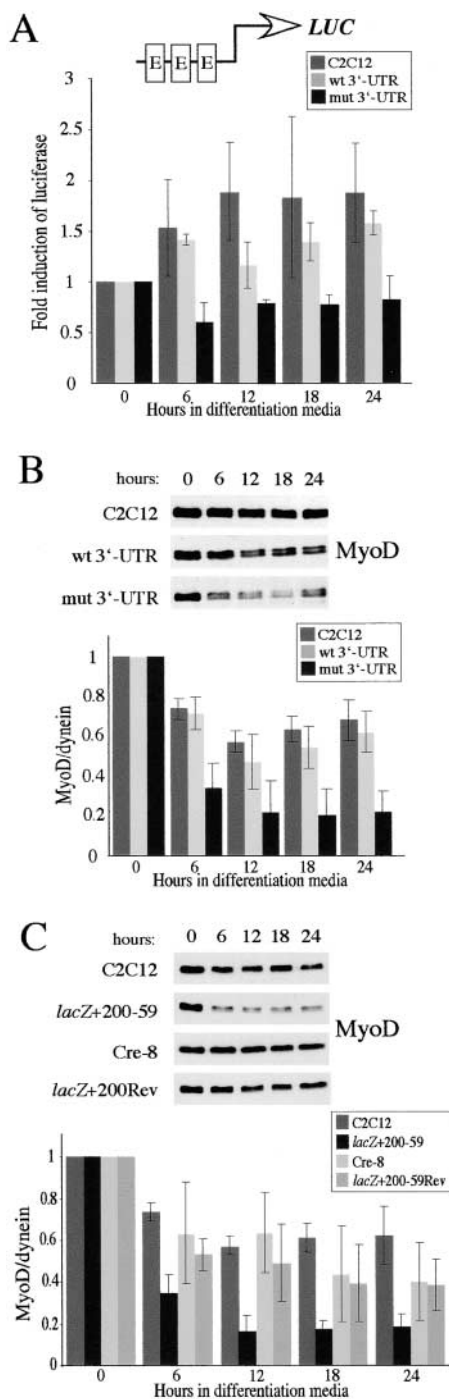 A
E E E
LUC
C2C12
wt 3'-UTR
mut 3'-UTR
Fold induction of luciferase
3
2.5
2
1.5
1
0.5
0
0 6 12 18 24
Hours in differentiation media
B
hours: 0 6 12 18 24
C2C12
wt 3'-UTR
MyoD
mut 3'-UTR
C2C12
wt 3'-UTR
mut 3'-UTR
MyoD/dynein
1
0.8
0.6
0.4
0.2
0
0 6 12 18 24
Hours in differentiation media
C
hours: 0 6 12 18 24
C2C12
lacZ+200-59
MyoD
Cre-8
lacZ+200Rev
C2C12
lacZ+200-59
Cre-8
lacZ+200-59Rev
MyoD/dynein
1
0.8
0.6
0.4
0.2
0
0 6 12 18 24
Hours in differentiation media